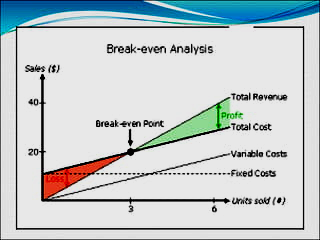 Break-even Analysis
Sales ($)
40
Total Revenue
Profit
Break-even Point
Total Cost
20
Variable Costs
Loss
Fixed Costs
Units sold (#)
3
6